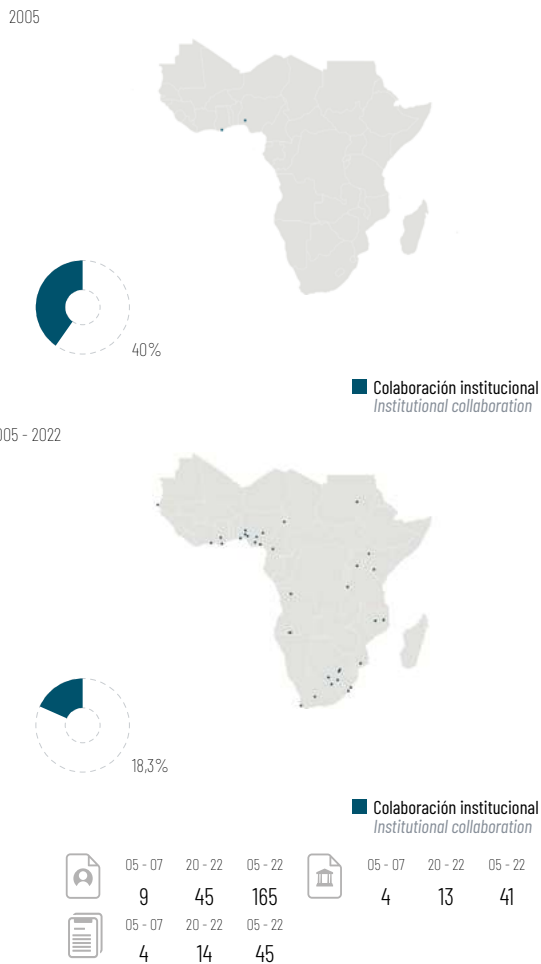 2005
40%
Colaboración institucional
Institutional collaboration
005 - 2022
18,3%
Colaboración institucional
Institutional collaboration
05 - 07 20 - 22 05 - 22 05 - 07 20 - 22 05 - 22
9 45 165 4 13 41
05 - 07 20 - 22 05 - 22
4 14 45